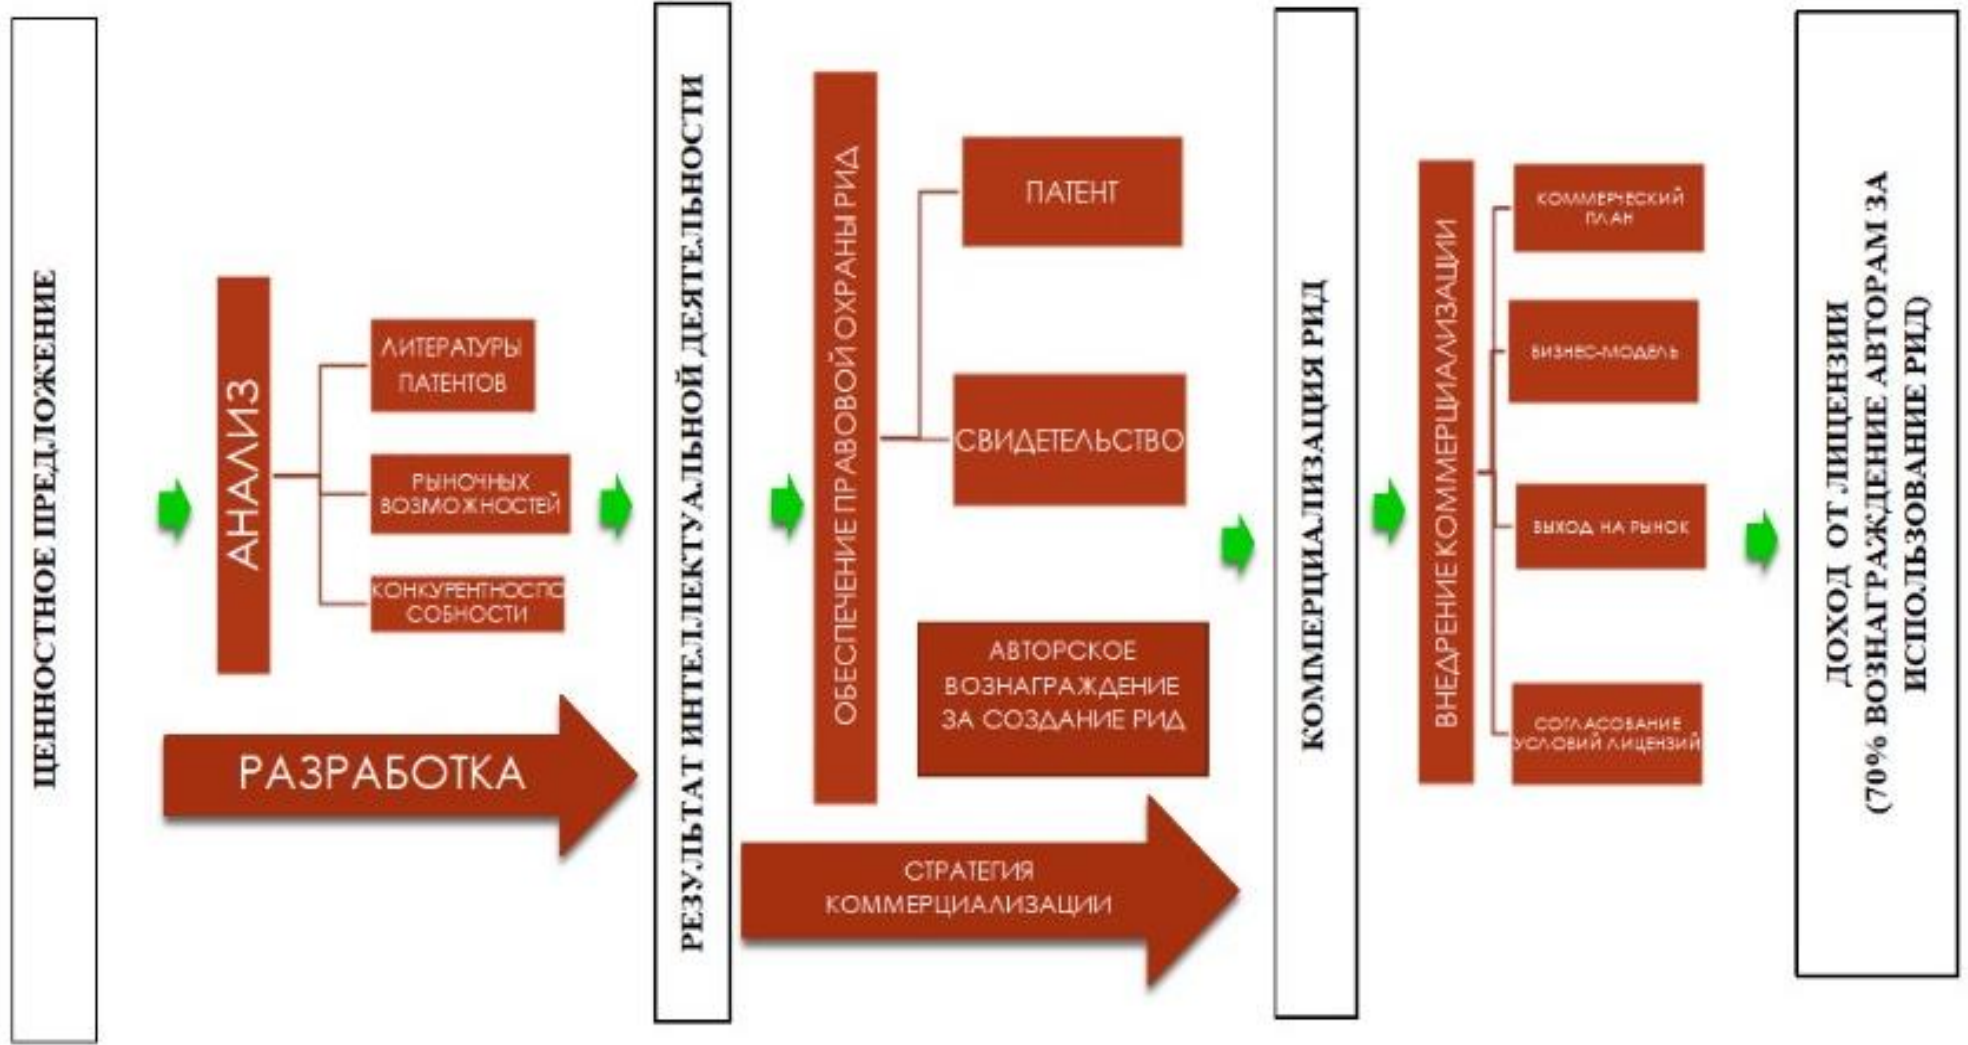 ЦЕННОСТНОЕ ПРЕДЛОЖЕНИЕ
АНАЛИЗ
ЛИТЕРАТУРЫ
ПАТЕНТОВ
РЫНОЧНЫХ
ВОЗМОЖНОСТЕЙ
КОНКУРЕНТНОСПО
СОБНОСТИ
РАЗРАБОТКА
РЕЗУЛЬТАТ ИНТЕЛЛЕКТУАЛЬНОЙ ДЕЯТЕЛЬНОСТИ
ОБЕСПЕЧЕНИЕ ПРАВОВОЙ ОХРАНЫ РИД
ПАТЕНТ
СВИДЕТЕЛЬСТВО
АВТОРСКОЕ
ВОЗНАГРАЖДЕНИЕ
ЗА СОЗДАНИЕ РИД
СТРАТЕГИЯ
КОММЕРЦИАЛИЗАЦИИ
КОММЕРЦИАЛИЗАЦИЯ РИД
ВНЕДРЕНИЕ КОММЕРЦИАЛИЗАЦИИ
КОММЕРЧЕСКИЙ
ПЛАН
БИЗНЕС-МОДЕЛЬ
ВЫХОД НА РЫНОК
СОГЛАСОВАНИЕ
УСЛОВИЙ ЛИЦЕНЗИЙ
ДОХОД ОТ ЛИЦЕНЗИИ
(70% ВОЗНАГРАЖДЕНИЕ АВТОРАМ ЗА
ИСПОЛЬЗОВАНИЕ РИД)